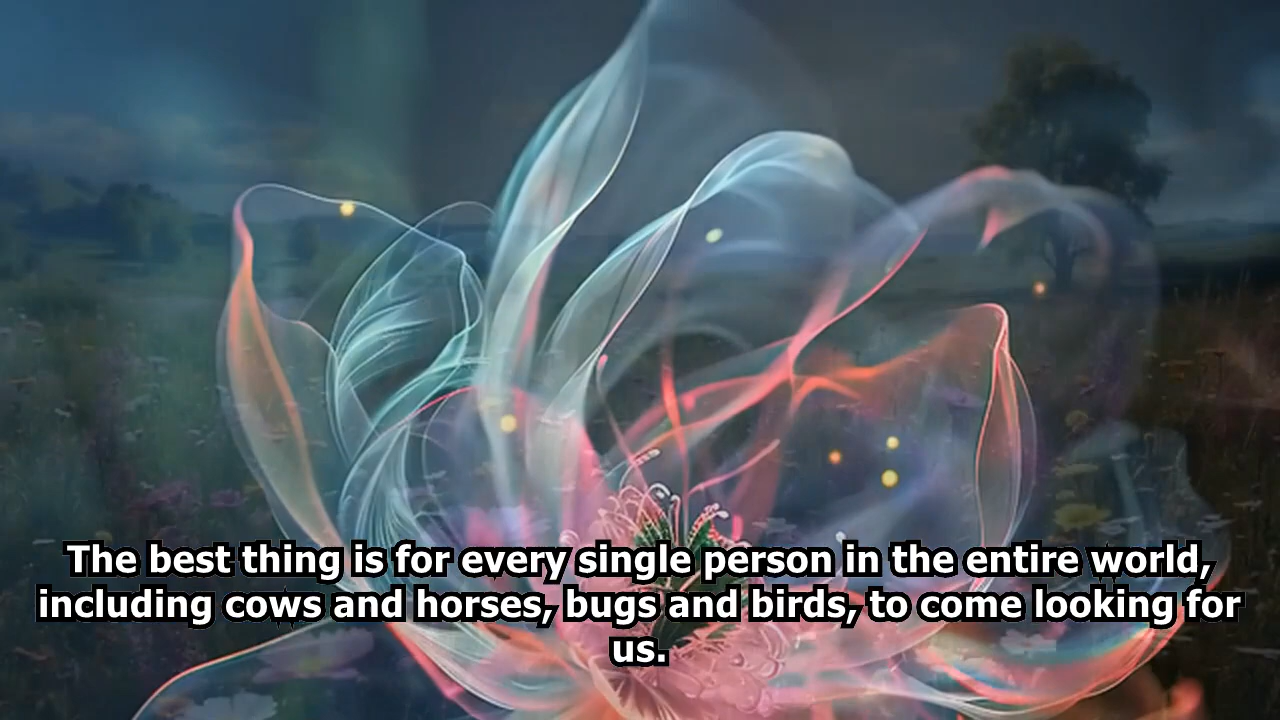 The best thing is for every single person in the entire world,
including cows and horses, bugs and birds, to come looking for
us.